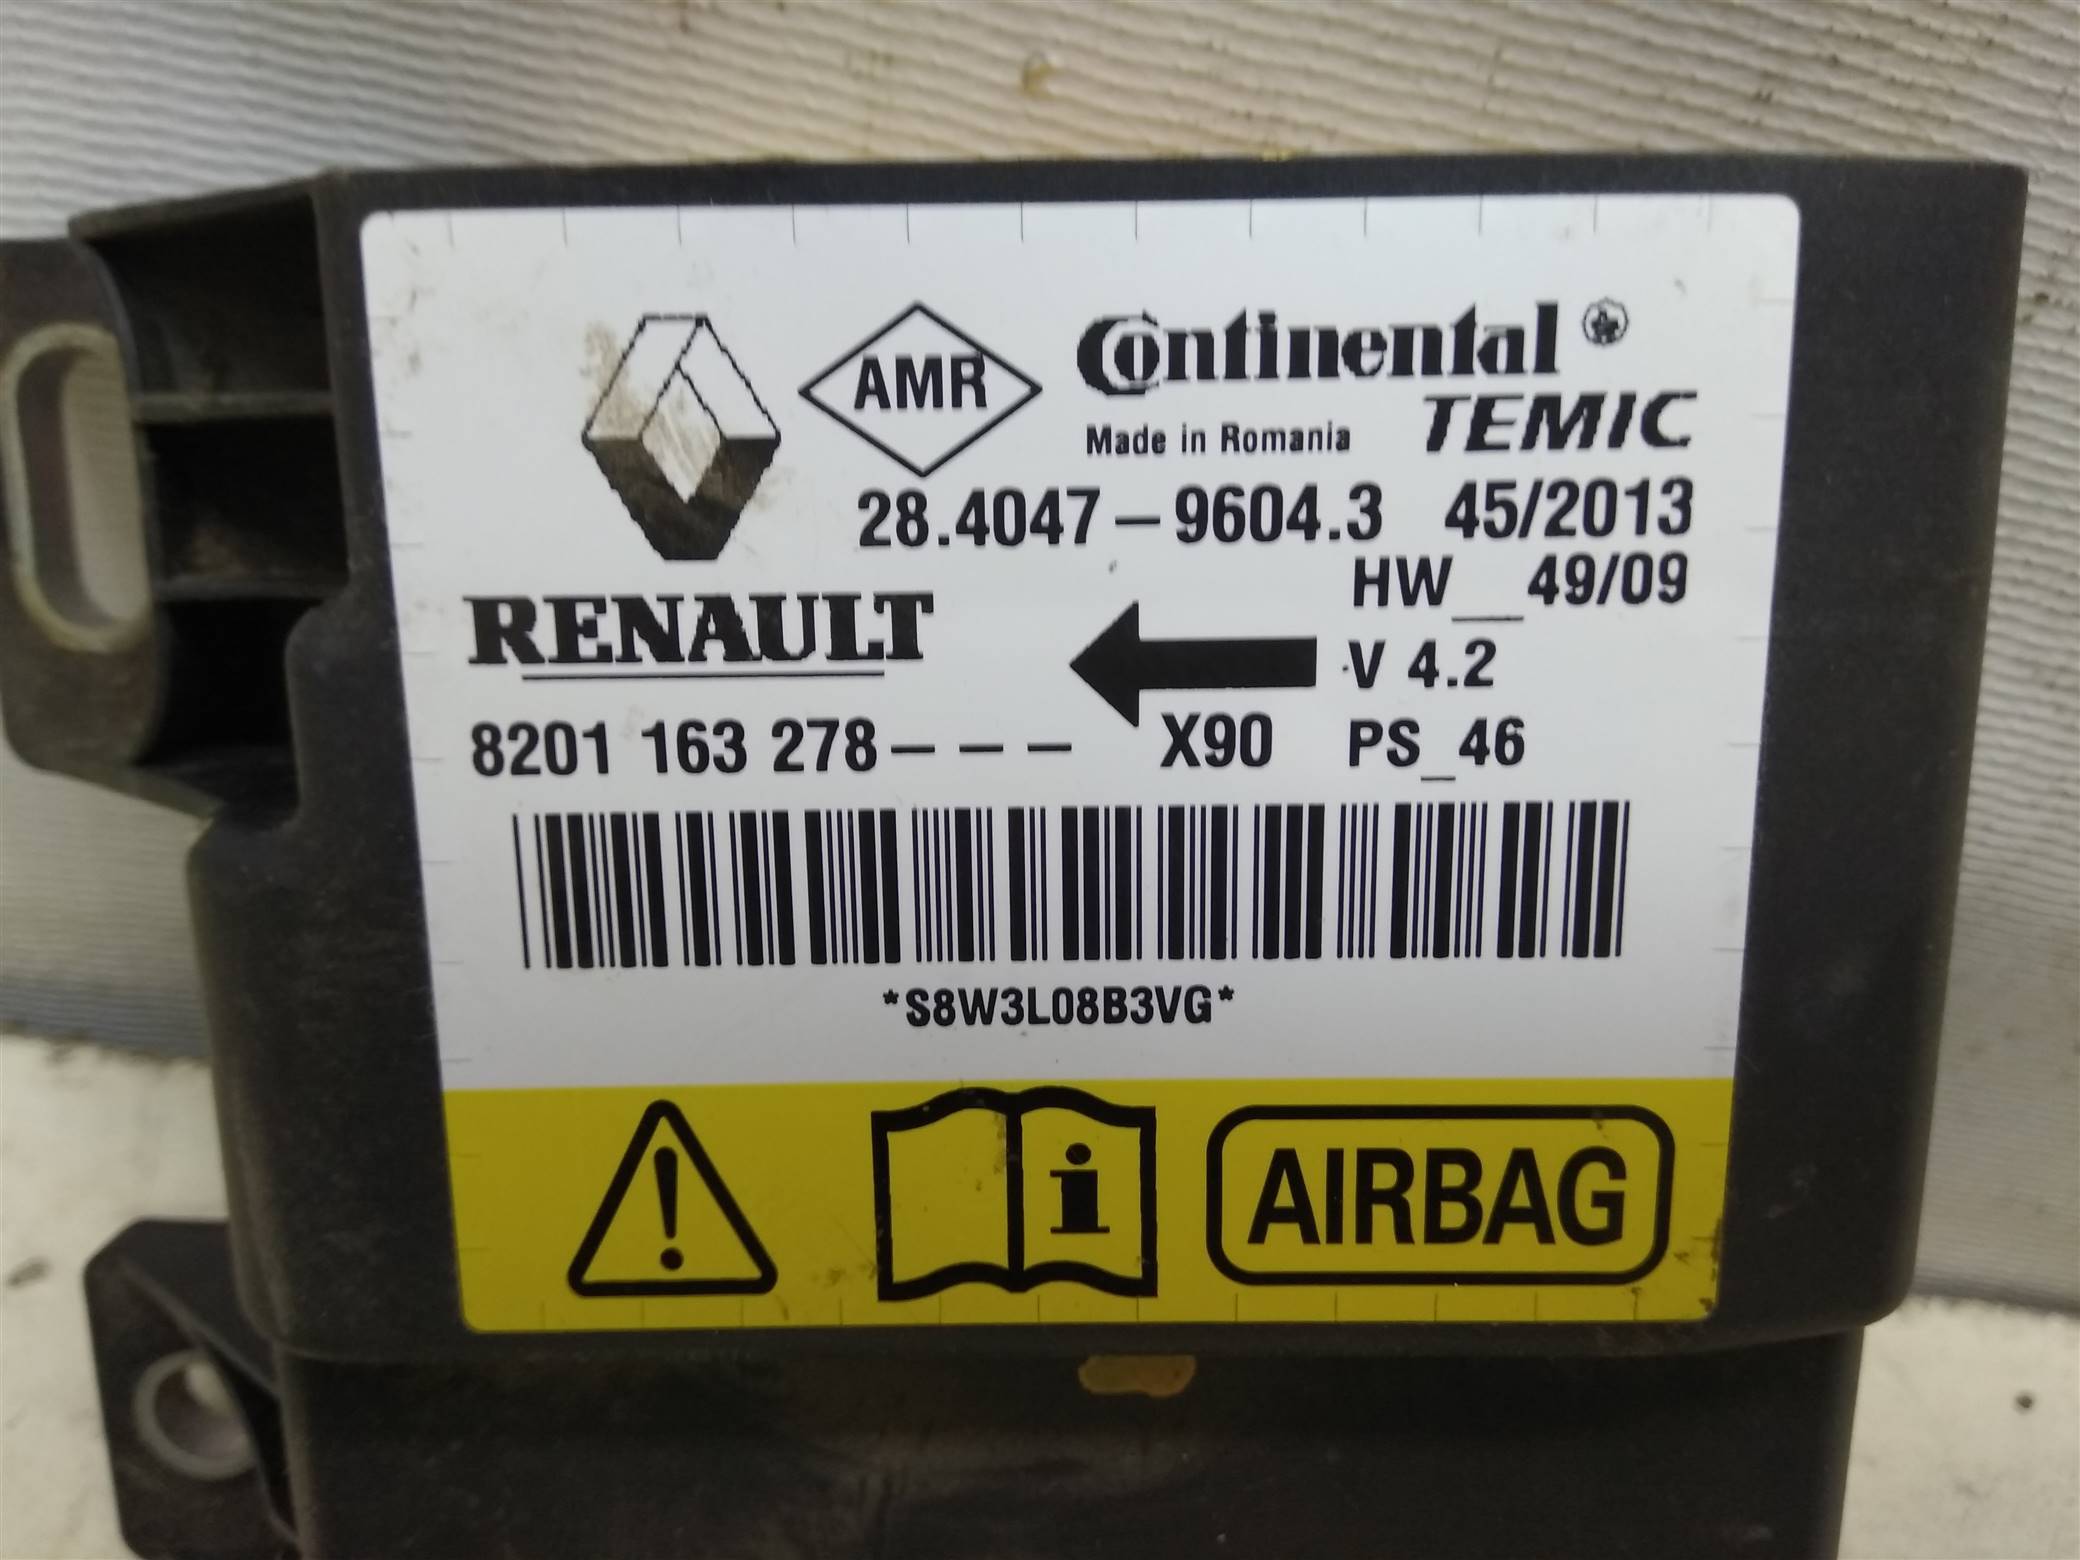 AMR
Continental
Made in Romania TEMIC
28.4047-9604.3 45/2013
HW__49/09
RENAULT
V 4.2
8201 163 278--- X90 PS_46
*S8W3L08B3VG*
! i AIRBAG